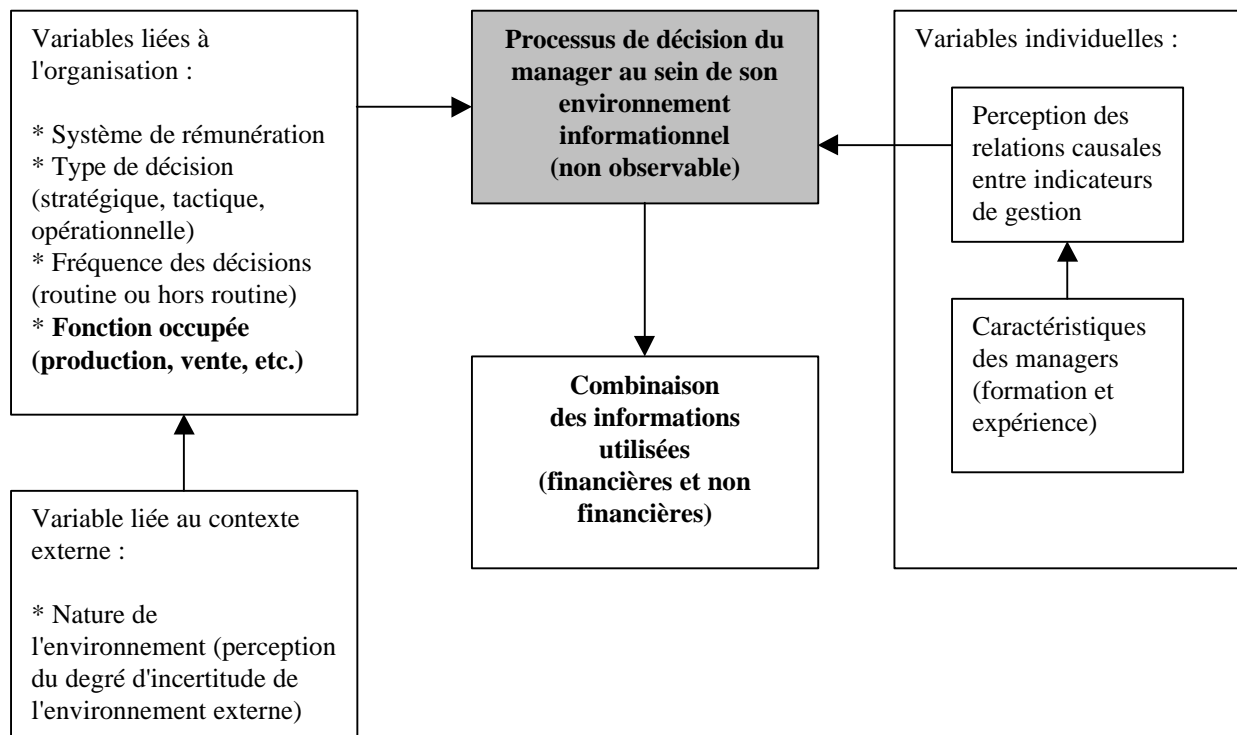 Variables liées à
l'organisation :
* Système de rémunération
* Type de décision
(stratégique, tactique,
opérationnelle)
* Fréquence des décisions
(routine ou hors routine)
* Fonction occupée
(production, vente, etc.)
Variable liée au contexte
externe :
* Nature de
l'environnement (perception
du degré d'incertitude de
l'environnement externe)
Processus de décision du
manager au sein de son
environnement
informationnel
(non observable)
Combinaison
des informations
utilisées
(financières et non
financières)
Variables individuelles :
Perception des
relations causales
entre indicateurs
de gestion
Caractéristiques
des managers
(formation et
expérience)